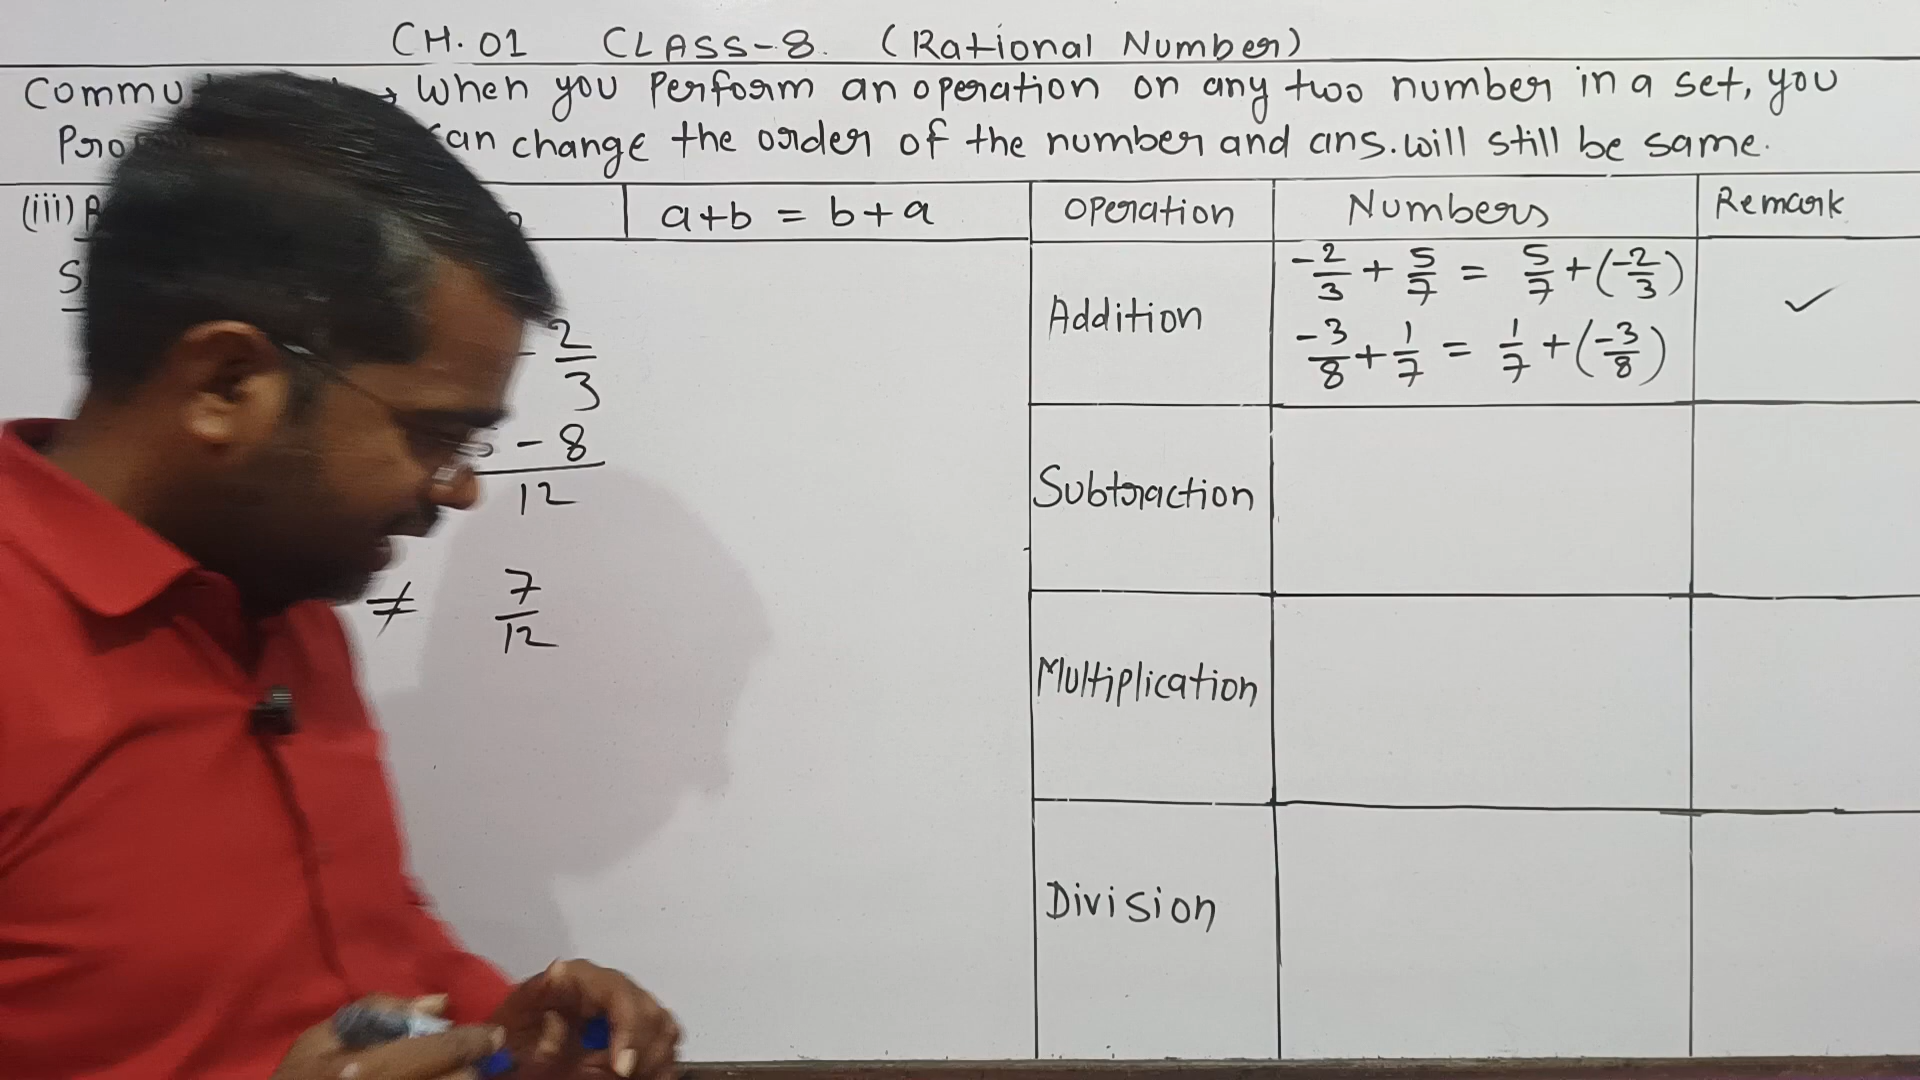 CH.01 CLASS-8. (Rational Number)
When you Perform an operation on any two number in a set, you
can change the order of the number and ans. will still be same.
(iii) a+b = b+a
- 2/3
- 8
12
≠ 7/12
Operation Numbers Remark
Addition -2/3 + 5/7 = 5/7 + (-2/3) ✓
-3/8 + 1/7 = 1/7 + (-3/8)
Subtraction
Multiplication
Division